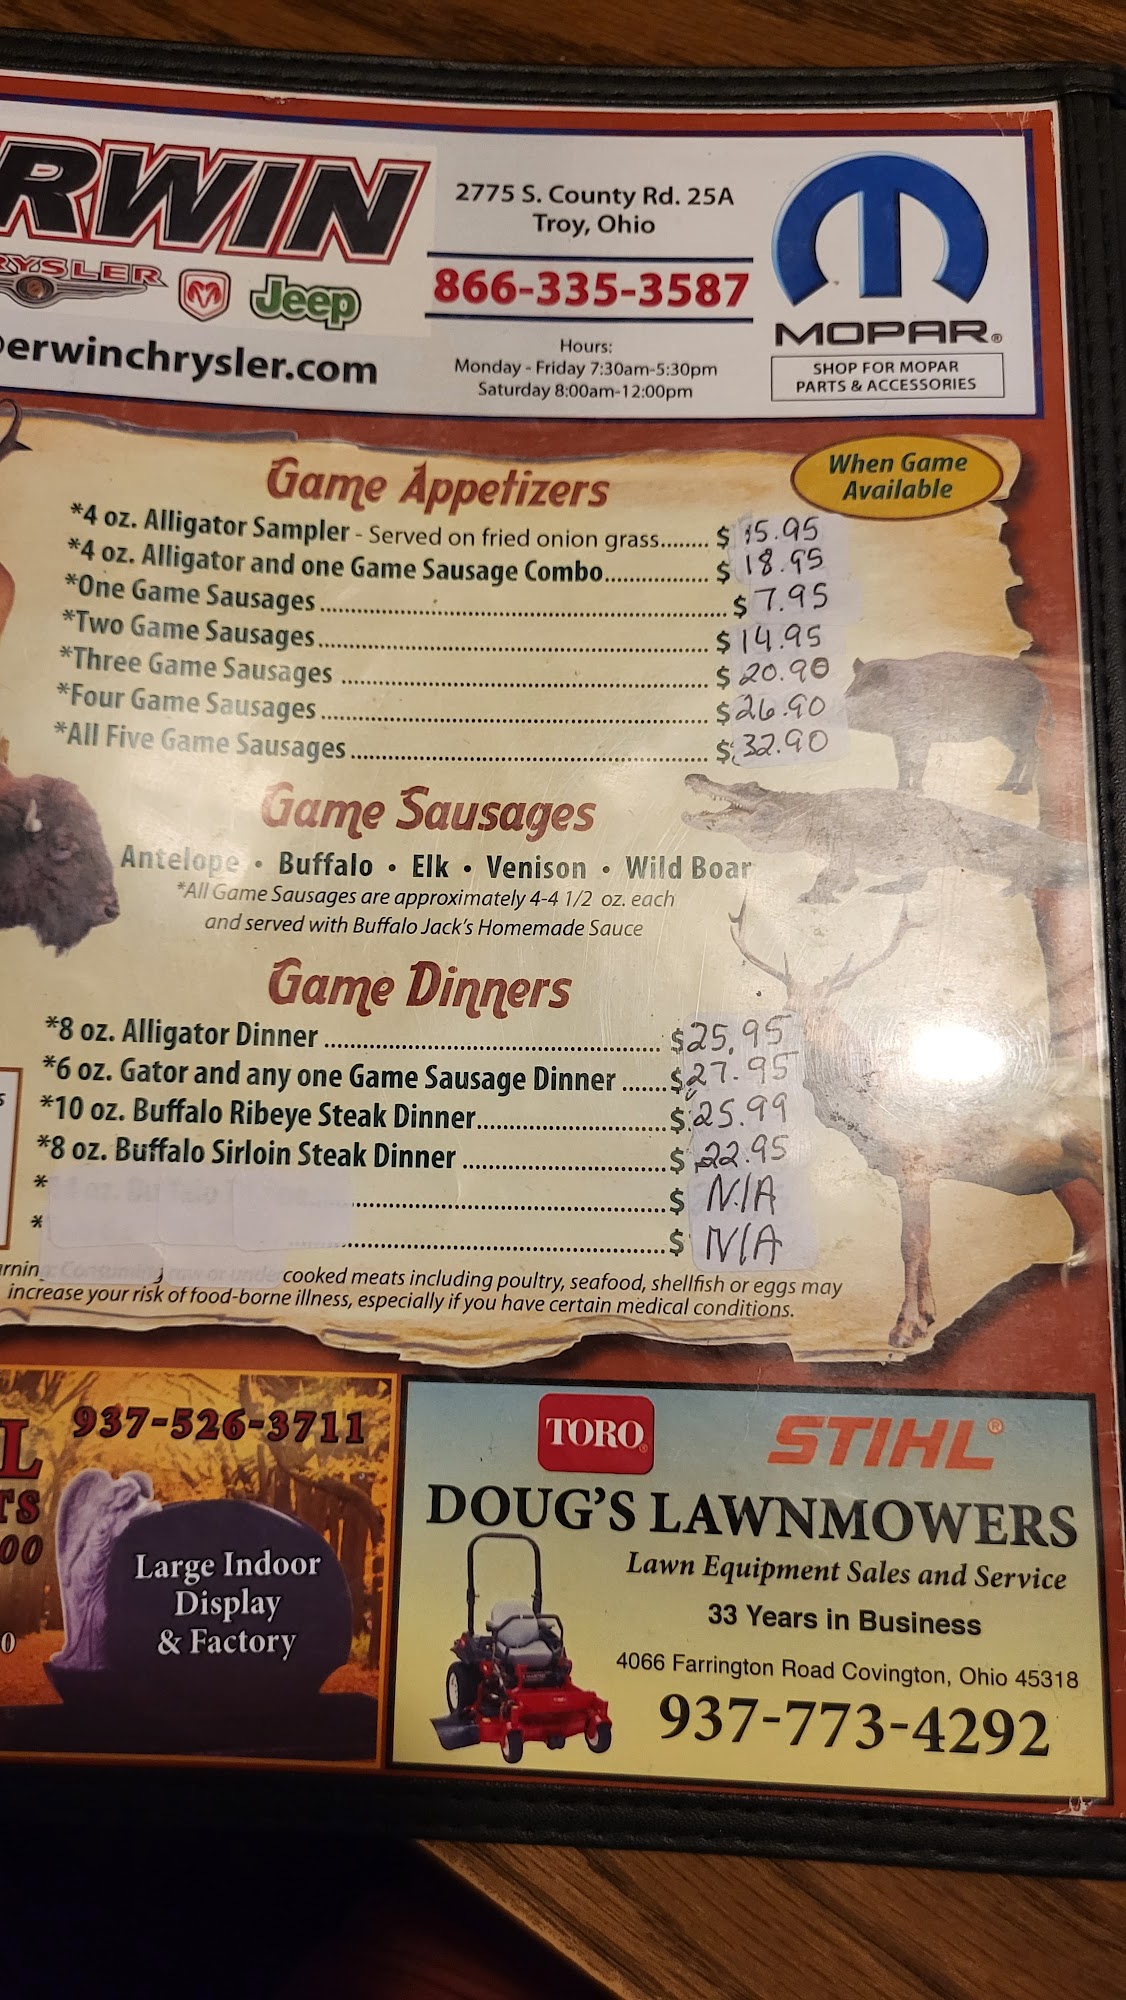 RWIN
RYSLER Jeep
erwinchrysler.com
2775 S. County Rd. 25A
Troy, Ohio
866-335-3587
Hours:
Monday - Friday 7:30am-5:30pm
Saturday 8:00am-12:00pm
MOPAR®
SHOP FOR MOPAR
PARTS & ACCESSORIES
When Game
Available
Game Appetizers
*4 oz. Alligator Sampler - Served on fried onion grass........ $ 15.95
*4 oz. Alligator and one Game Sausage Combo................. $ 18.95
*One Game Sausages.................................................................... $ 7.95
*Two Game Sausages................................................................. $ 14.95
*Three Game Sausages .............................................................. $ 20.90
*Four Game Sausages................................................................. $ 26.90
*All Five Game Sausages............................................................. $ 32.90
Game Sausages
Antelope • Buffalo • Elk • Venison • Wild Boar
*All Game Sausages are approximately 4-4 1/2 oz. each
and served with Buffalo Jack's Homemade Sauce
Game Dinners
*8 oz. Alligator Dinner ......................................................... $25.95
*6 oz. Gator and any one Game Sausage Dinner .......$27.95
*10 oz. Buffalo Ribeye Steak Dinner................................$25.99
*8 oz. Buffalo Sirloin Steak Dinner ..................................$ 22.95
* .....................................................$ N/A
* ...............................................................$ N/A
cooked meats including poultry, seafood, shellfish or eggs may
increase your risk of food-borne illness, especially if you have certain medical conditions.
937-526-3711
L
TS
00
0
Large Indoor
Display
& Factory
TORO® STIHL®
DOUG'S LAWNMOWERS
Lawn Equipment Sales and Service
33 Years in Business
4066 Farrington Road Covington, Ohio 45318
937-773-4292